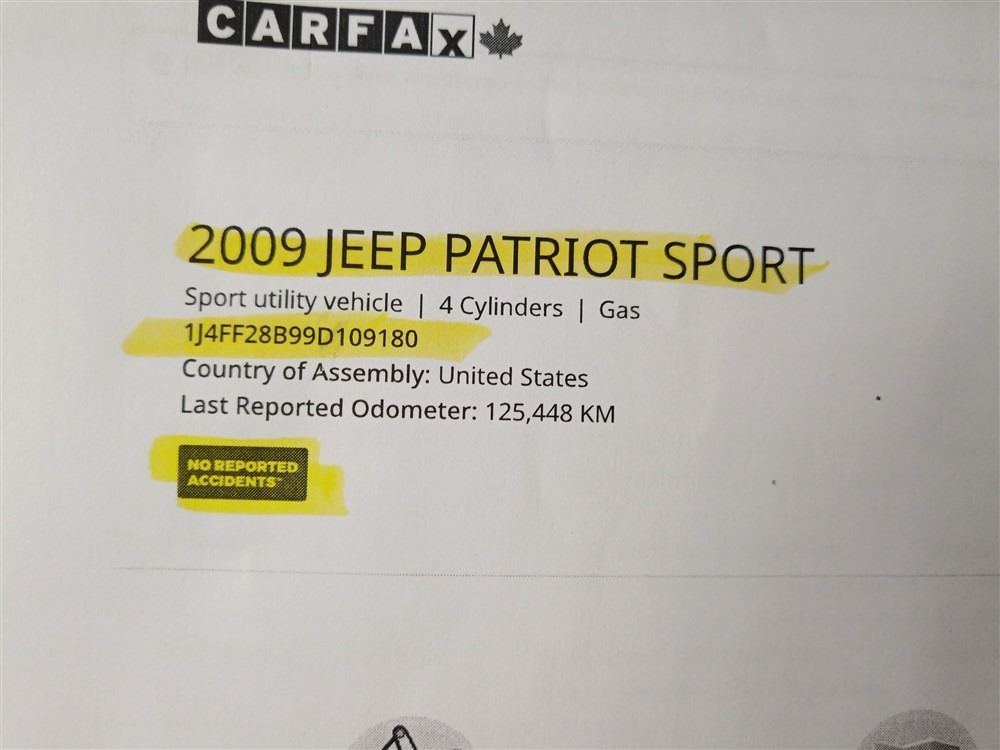 CARFAX
2009 JEEP PATRIOT SPORT
Sport utility vehicle | 4 Cylinders | Gas
1J4FF28B99D109180
Country of Assembly: United States
Last Reported Odometer: 125,448 KM
NO REPORTED
ACCIDENTS™